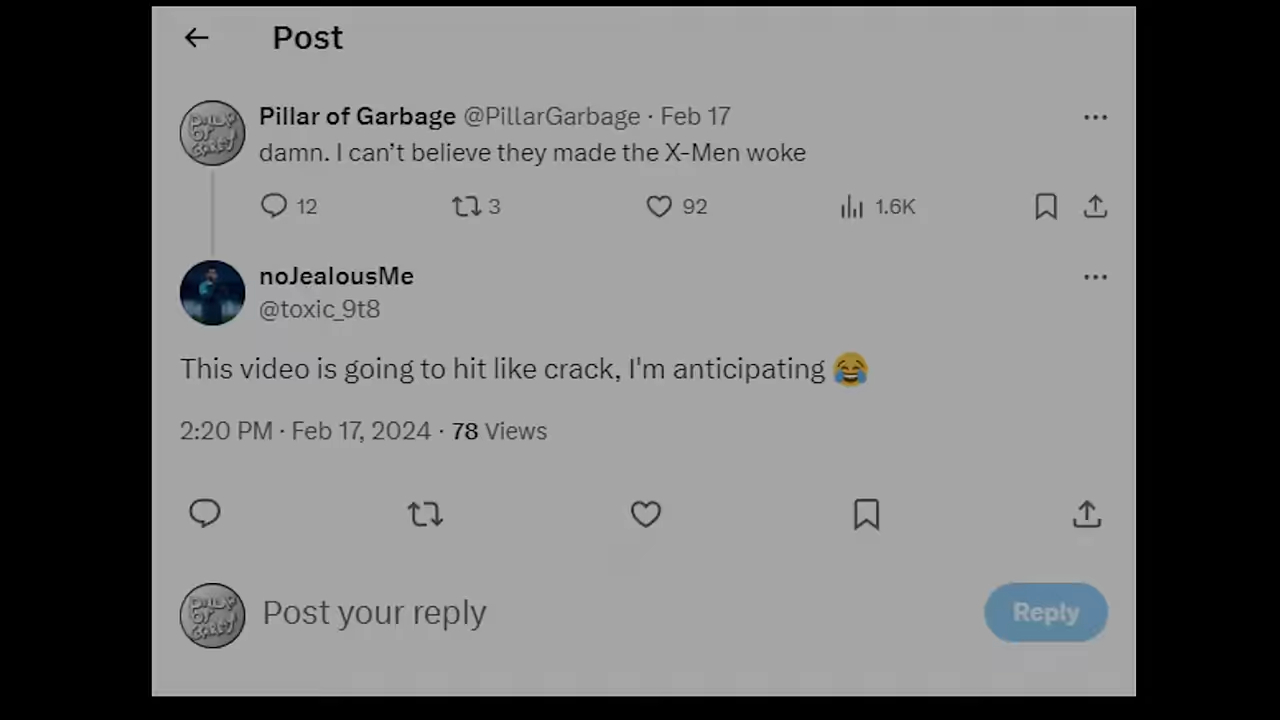 Post
Pillar of Garbage @PillarGarbage · Feb 17
damn. I can’t believe they made the X-Men woke
12 3 92 1.6K
noJealousMe
@toxic_9t8
This video is going to hit like crack, I'm anticipating 😂
2:20 PM · Feb 17, 2024 · 78 Views
Post your reply
Reply